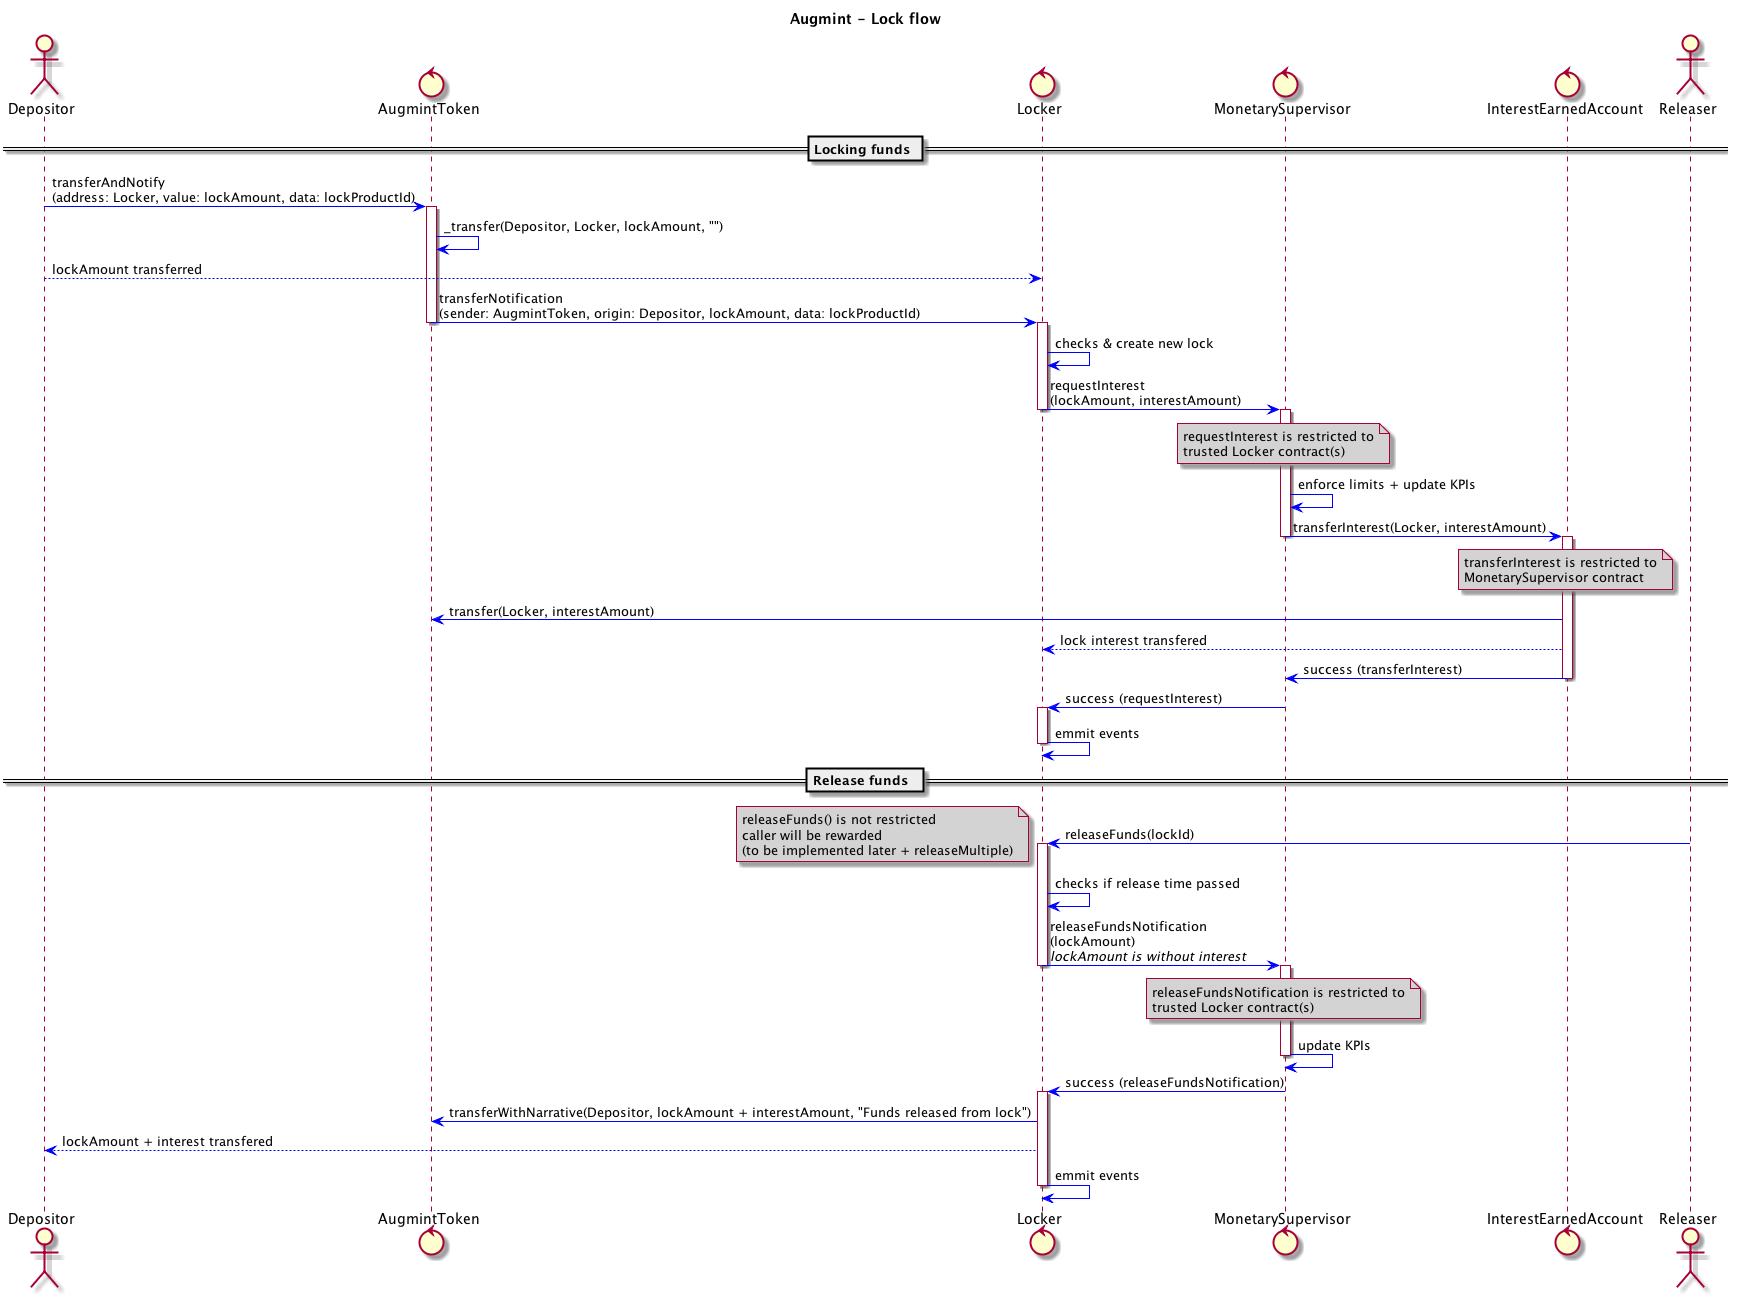 Augmint - Lock flow
Depositor
AugmintToken
Locker
MonetarySupervisor
InterestEarnedAccount
Releaser
Locking funds
transferAndNotify
(address: Locker, value: lockAmount, data: lockProductId)
_transfer(Depositor, Locker, lockAmount, "")
lockAmount transferred
transferNotification
(sender: AugmintToken, origin: Depositor, lockAmount, data: lockProductId)
checks & create new lock
requestInterest
(lockAmount, interestAmount)
requestInterest is restricted to
trusted Locker contract(s)
enforce limits + update KPIs
transferInterest(Locker, interestAmount)
transferInterest is restricted to
MonetarySupervisor contract
transfer(Locker, interestAmount)
lock interest transfered
success (transferInterest)
success (requestInterest)
emmit events
Release funds
releaseFunds() is not restricted
caller will be rewarded
(to be implemented later + releaseMultiple)
releaseFunds(lockId)
checks if release time passed
releaseFundsNotification
(lockAmount)
lockAmount is without interest
releaseFundsNotification is restricted to
trusted Locker contract(s)
update KPIs
success (releaseFundsNotification)
transferWithNarrative(Depositor, lockAmount + interestAmount, "Funds released from lock")
lockAmount + interest transfered
emmit events
Depositor
AugmintToken
Locker
MonetarySupervisor
InterestEarnedAccount
Releaser